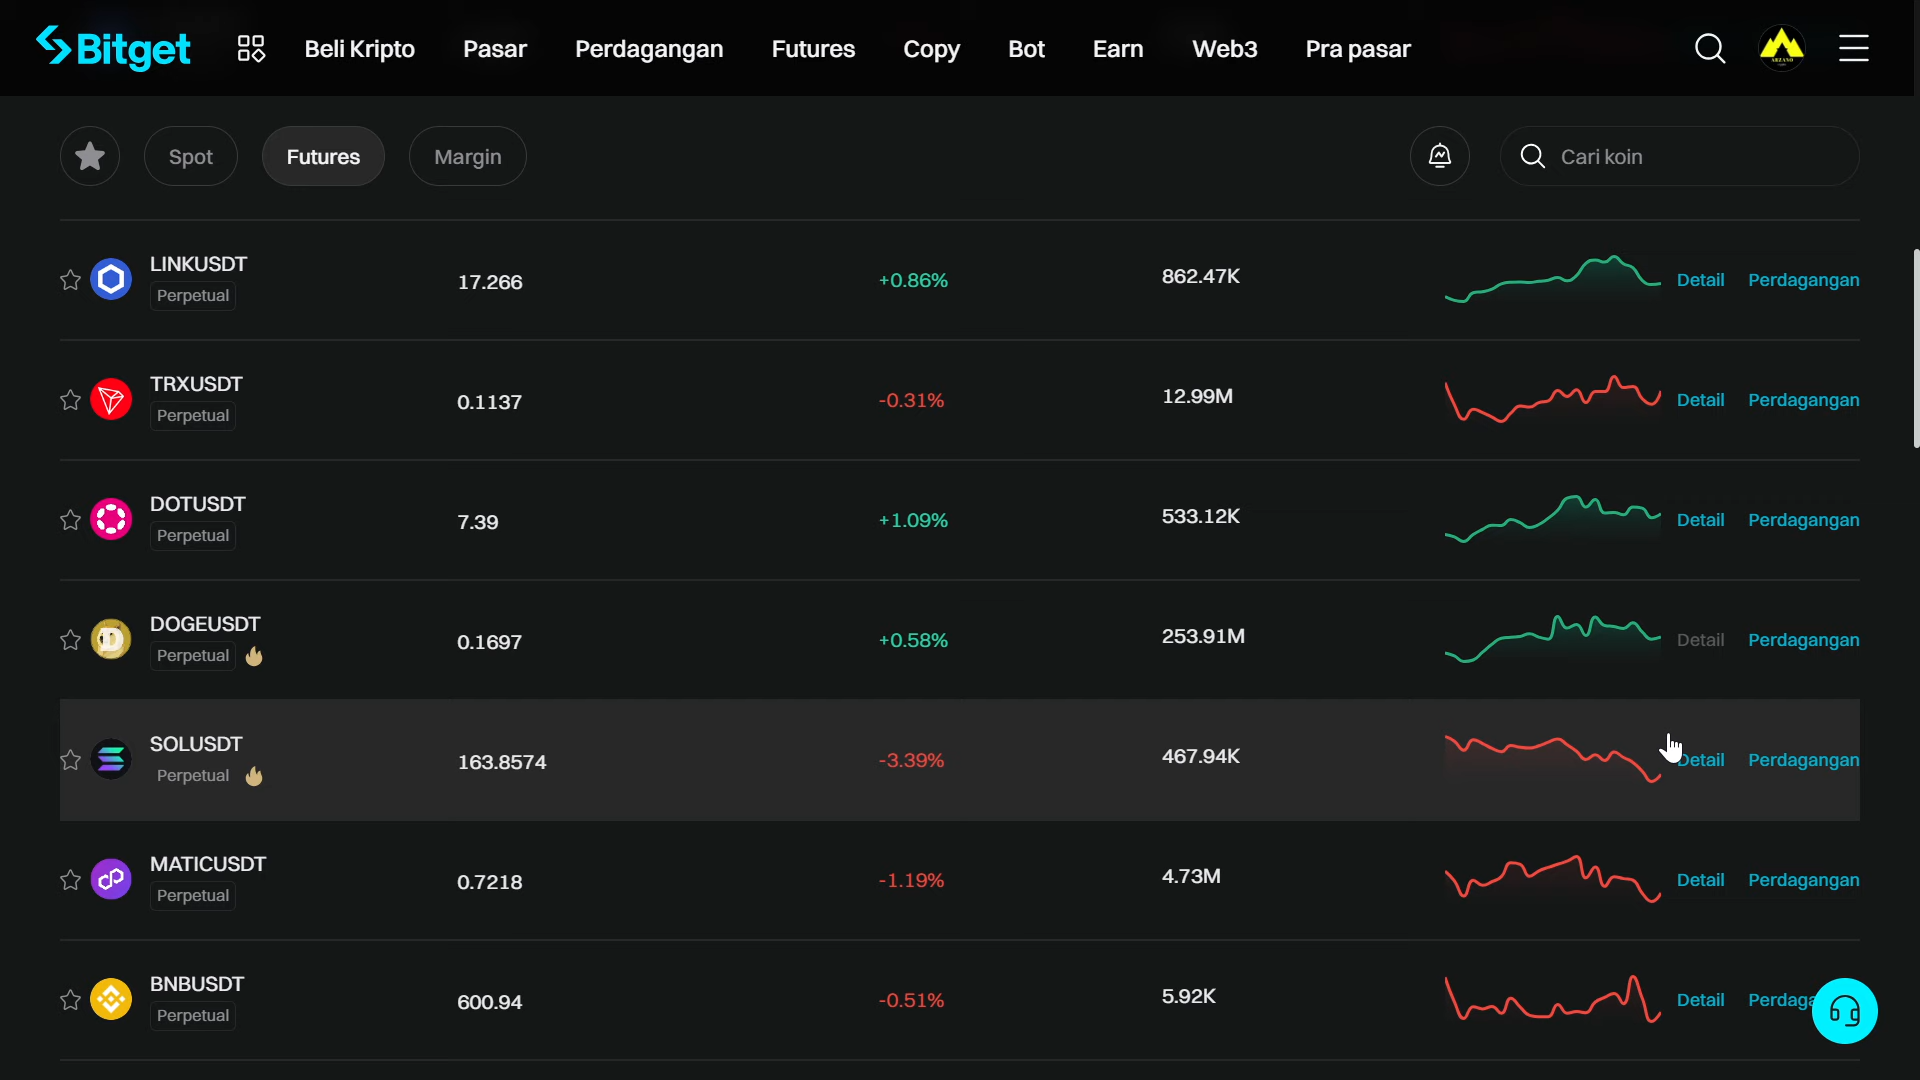 Bitget Beli Kripto Pasar Perdagangan Futures Copy Bot Earn Web3 Pra pasar
ARZANO
Spot Futures Margin Cari koin
LINKUSDT
Perpetual
17.266 +0.86% 862.47K Detail Perdagangan
TRXUSDT
Perpetual
0.1137 -0.31% 12.99M Detail Perdagangan
DOTUSDT
Perpetual
7.39 +1.09% 533.12K Detail Perdagangan
DOGEUSDT
Perpetual
0.1697 +0.58% 253.91M Detail Perdagangan
SOLUSDT
Perpetual
163.8574 -3.39% 467.94K Detail Perdagangan
MATICUSDT
Perpetual
0.7218 -1.19% 4.73M Detail Perdagangan
BNBUSDT
Perpetual
600.94 -0.51% 5.92K Detail Perdaga